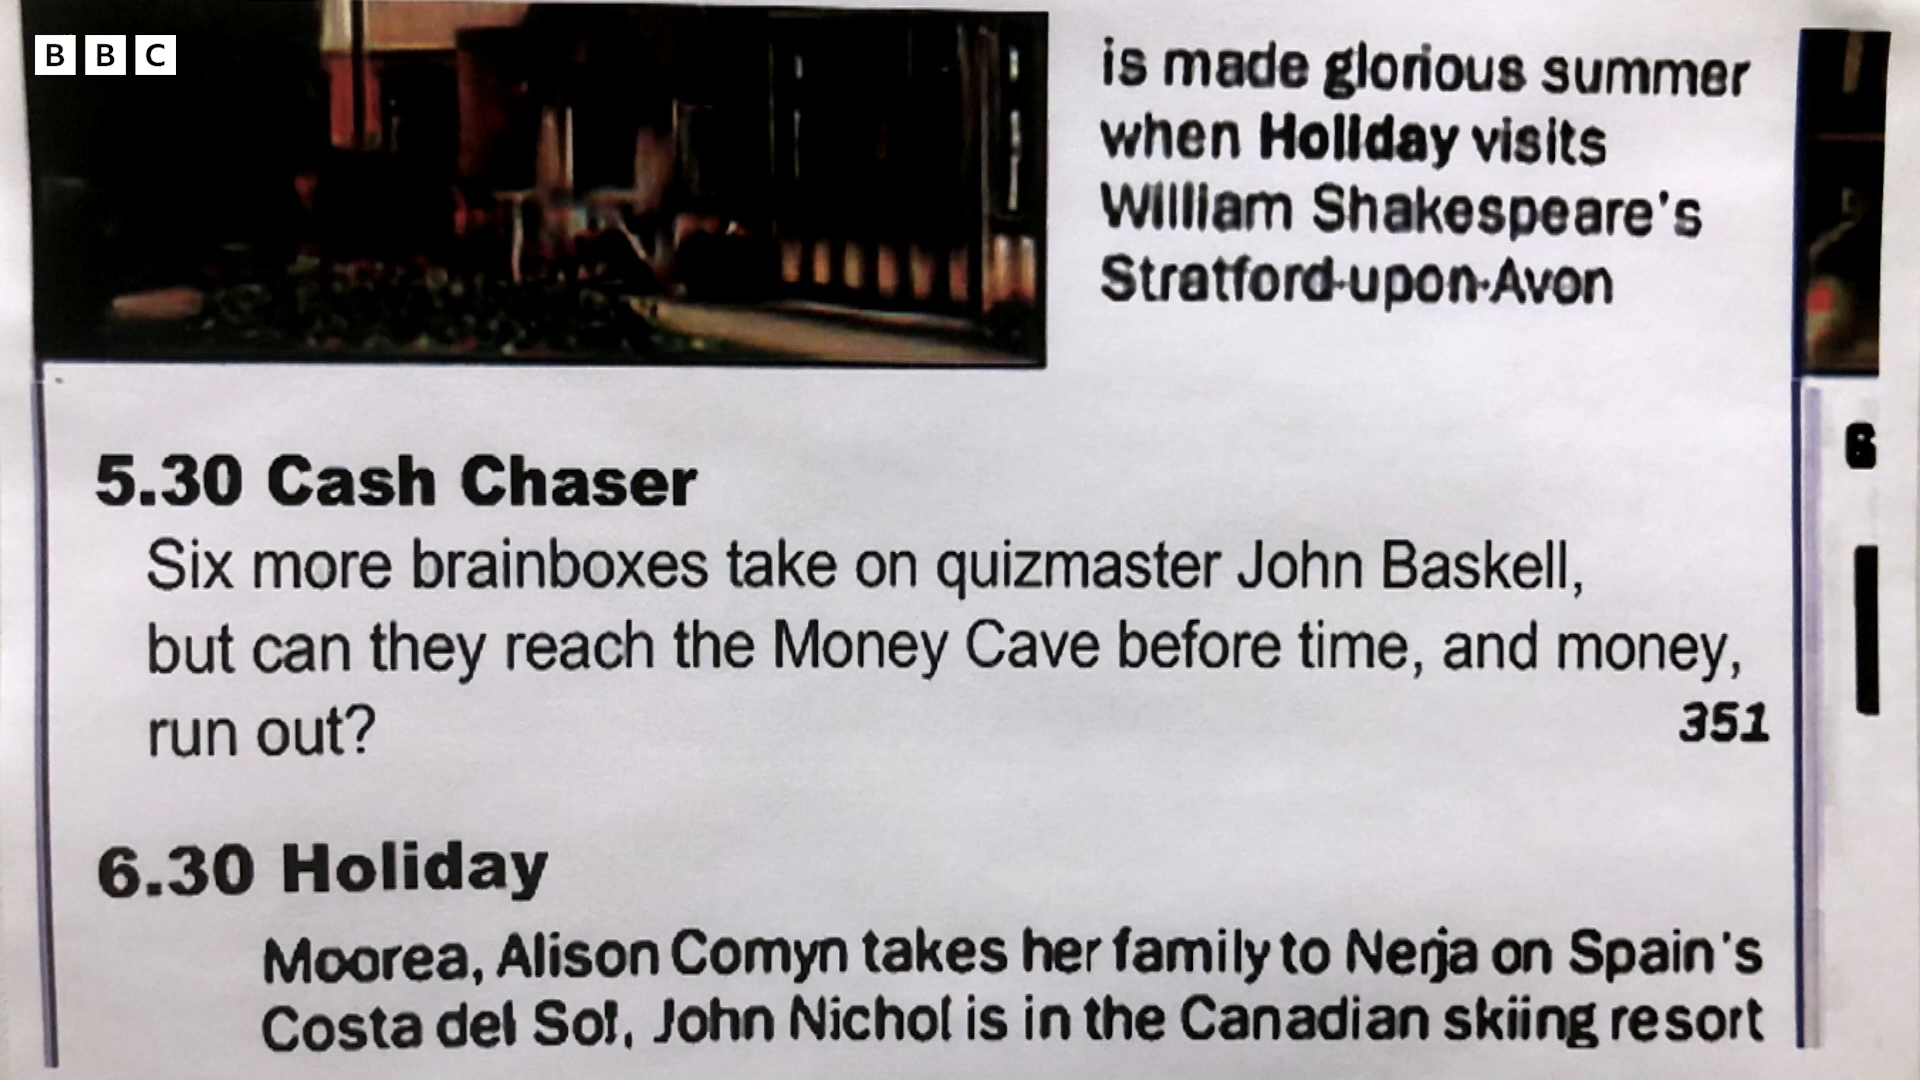 BBC
is made glorious summer
when Holiday visits
William Shakespeare's
Stratford-upon-Avon
5.30 Cash Chaser
Six more brainboxes take on quizmaster John Baskell,
but can they reach the Money Cave before time, and money,
run out?
351
6.30 Holiday
Moorea, Alison Comyn takes her family to Nerja on Spain's
Costa del Sol, John Nichol is in the Canadian skiing resort
6